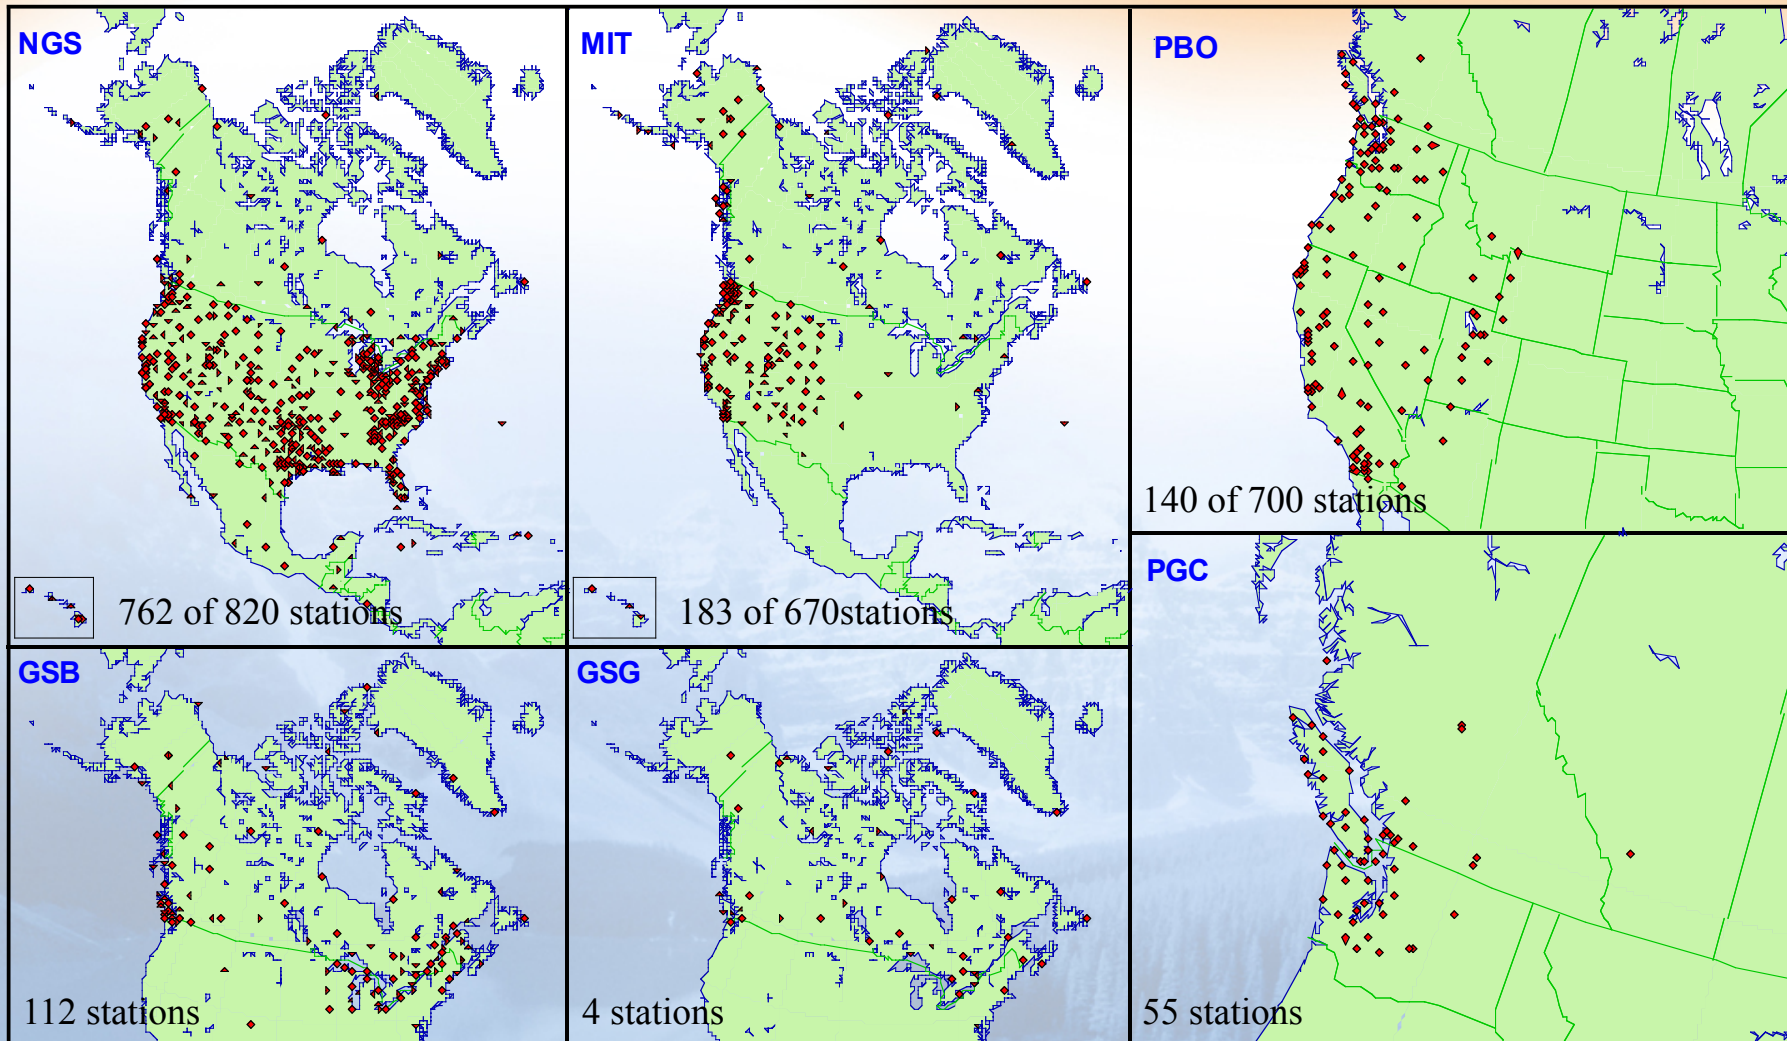 NGS
762 of 820 stations
MIT
183 of 670stations
PBO
140 of 700 stations
GSB
112 stations
GSG
4 stations
PGC
55 stations